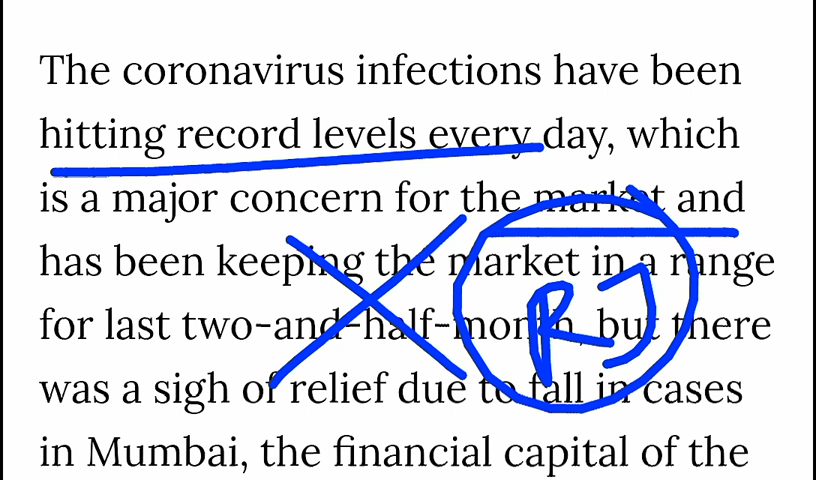 The coronavirus infections have been
hitting record levels every day, which
is a major concern for the market and
has been keeping the market in a range
for last two-and-half-month, but there
was a sigh of relief due to fall in cases
in Mumbai, the financial capital of the
RJ